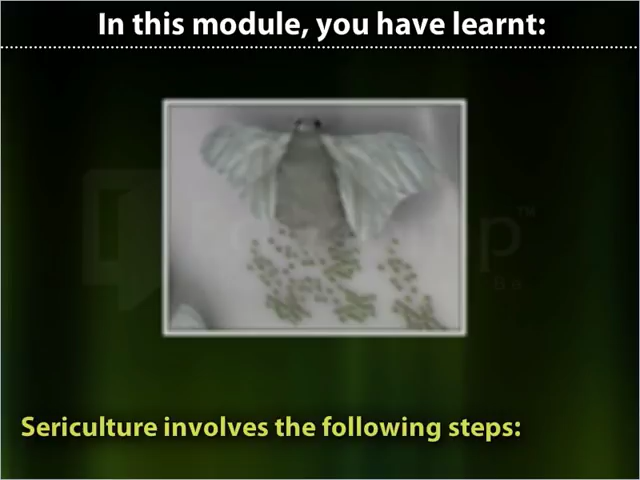 In this module, you have learnt:
Sericulture involves the following steps: